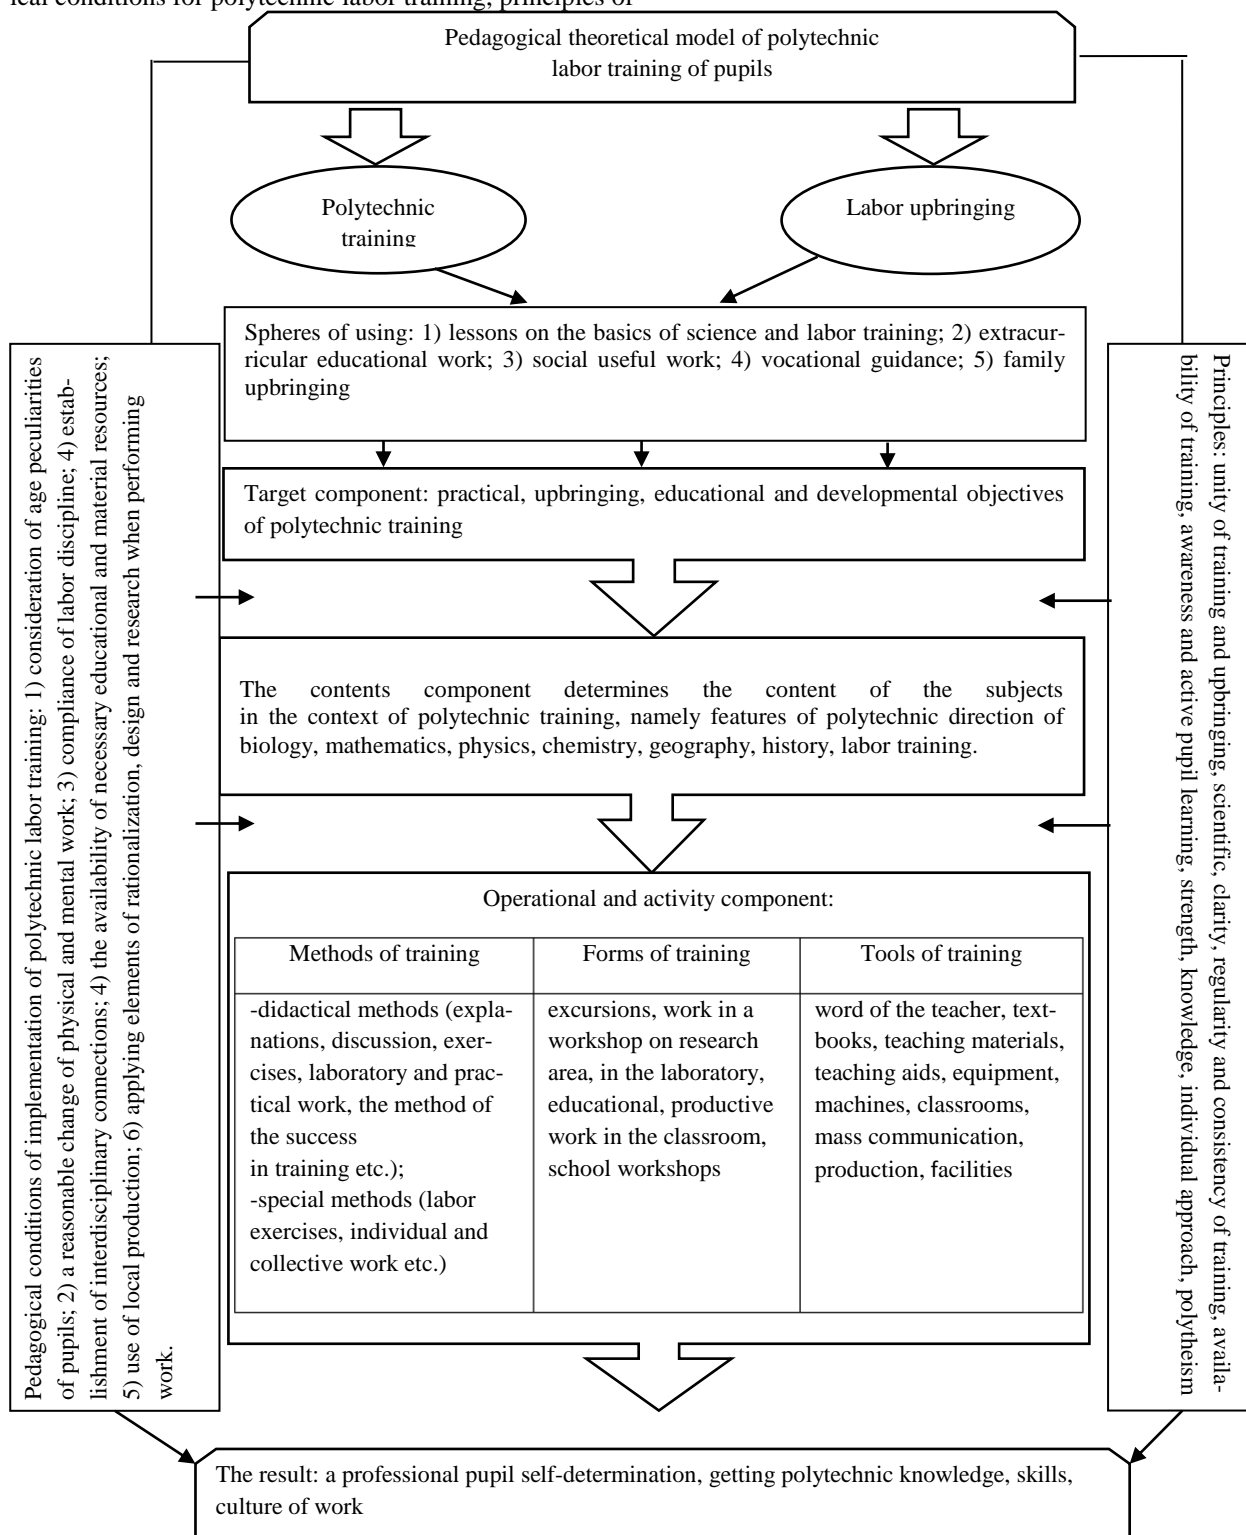 ical conditions for polytechnic labor training, principles of
Pedagogical theoretical model of polytechnic
labor training of pupils
Polytechnic
training
Labor upbringing
Spheres of using: 1) lessons on the basics of science and labor training; 2) extracur-
ricular educational work; 3) social useful work; 4) vocational guidance; 5) family
upbringing
Target component: practical, upbringing, educational and developmental objectives
of polytechnic training
The contents component determines the content of the subjects
in the context of polytechnic training, namely features of polytechnic direction of
biology, mathematics, physics, chemistry, geography, history, labor training.
Operational and activity component:
Methods of training
-didactical methods (expla-
nations, discussion, exer-
cises, laboratory and prac-
tical work, the method of
the success
in training etc.);
-special methods (labor
exercises, individual and
collective work etc.)
Forms of training
excursions, work in a
workshop on research
area, in the laboratory,
educational, productive
work in the classroom,
school workshops
Tools of training
word of the teacher, text-
books, teaching materials,
teaching aids, equipment,
machines, classrooms,
mass communication,
production, facilities
Pedagogical conditions of implementation of polytechnic labor training: 1) consideration of age peculiarities
of pupils; 2) a reasonable change of physical and mental work; 3) compliance of labor discipline; 4) estab-
lishment of interdisciplinary connections; 4) the availability of necessary educational and material resources;
5) use of local production; 6) applying elements of rationalization, design and research when performing
work.
Principles: unity of training and upbringing, scientific, clarity, regularity and consistency of training, availa-
bility of training, awareness and active pupil learning, strength, knowledge, individual approach, polytheism
The result: a professional pupil self-determination, getting polytechnic knowledge, skills,
culture of work